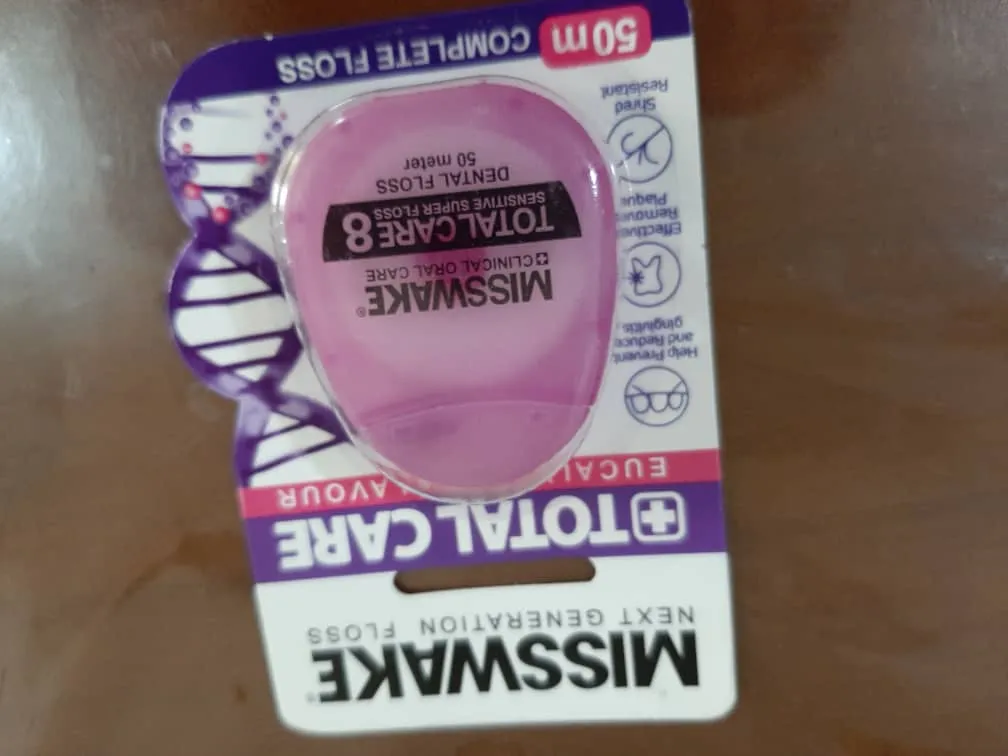 MISSWAKE®
NEXT GENERATION FLOSS
TOTAL CARE
EUCAL
AVOUR
Help Prevent
and Reduce
gingivitis
Effective
Remove
Plaque
Shred
Resistant
MISSWAKE®
CLINICAL ORAL CARE
TOTAL CARE 8
SENSITIVE SUPER FLOSS
DENTAL FLOSS
50 meter
50m COMPLETE FLOSS